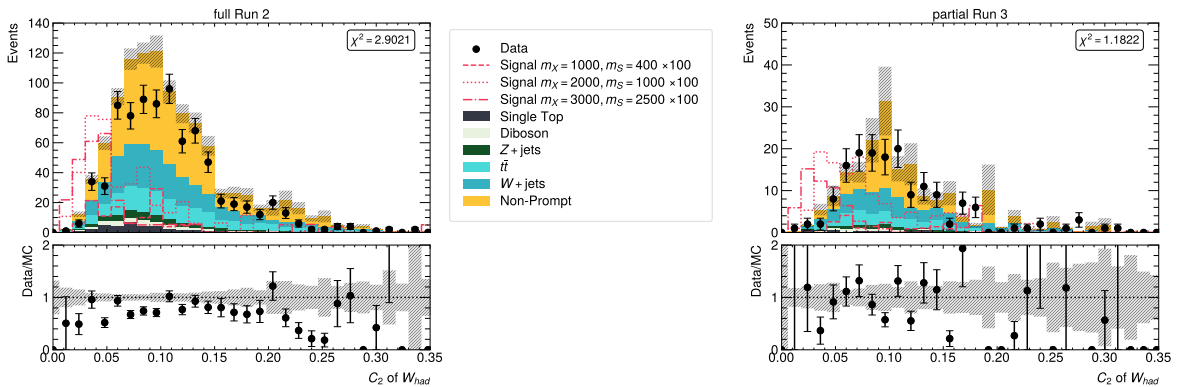 full Run 2
Events
140
120
100
80
60
40
20
0
χ² = 2.9021
Data/MC
2
1
0
0.00 0.05 0.10 0.15 0.20 0.25 0.30 0.35
C₂ of W_had
Data
Signal m_X = 1000, m_S = 400 ×100
Signal m_X = 2000, m_S = 1000 ×100
Signal m_X = 3000, m_S = 2500 ×100
Single Top
Diboson
Z + jets
tt̄
W + jets
Non-Prompt
partial Run 3
Events
50
40
30
20
10
0
χ² = 1.1822
Data/MC
2
1
0
0.00 0.05 0.10 0.15 0.20 0.25 0.30 0.35
C₂ of W_had